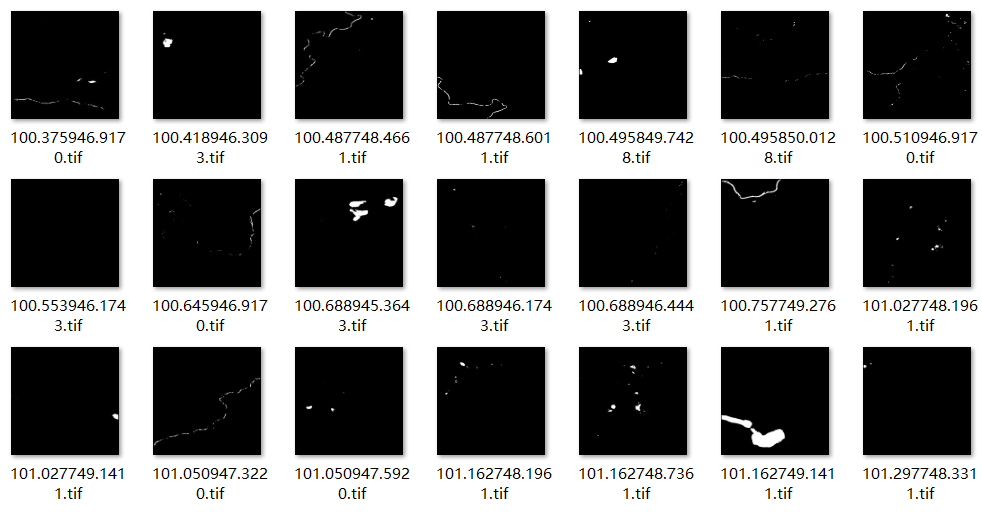 100.375946.917 100.418946.309 100.487748.466 100.487748.601 100.495849.742 100.495850.012 100.510946.917
0.tif 3.tif 1.tif 1.tif 8.tif 8.tif 0.tif
100.553946.174 100.645946.917 100.688945.364 100.688946.174 100.688946.444 100.757749.276 101.027748.196
3.tif 0.tif 3.tif 3.tif 3.tif 1.tif 1.tif
101.027749.141 101.050947.322 101.050947.592 101.162748.196 101.162748.736 101.162749.141 101.297748.331
1.tif 0.tif 0.tif 1.tif 1.tif 1.tif 1.tif